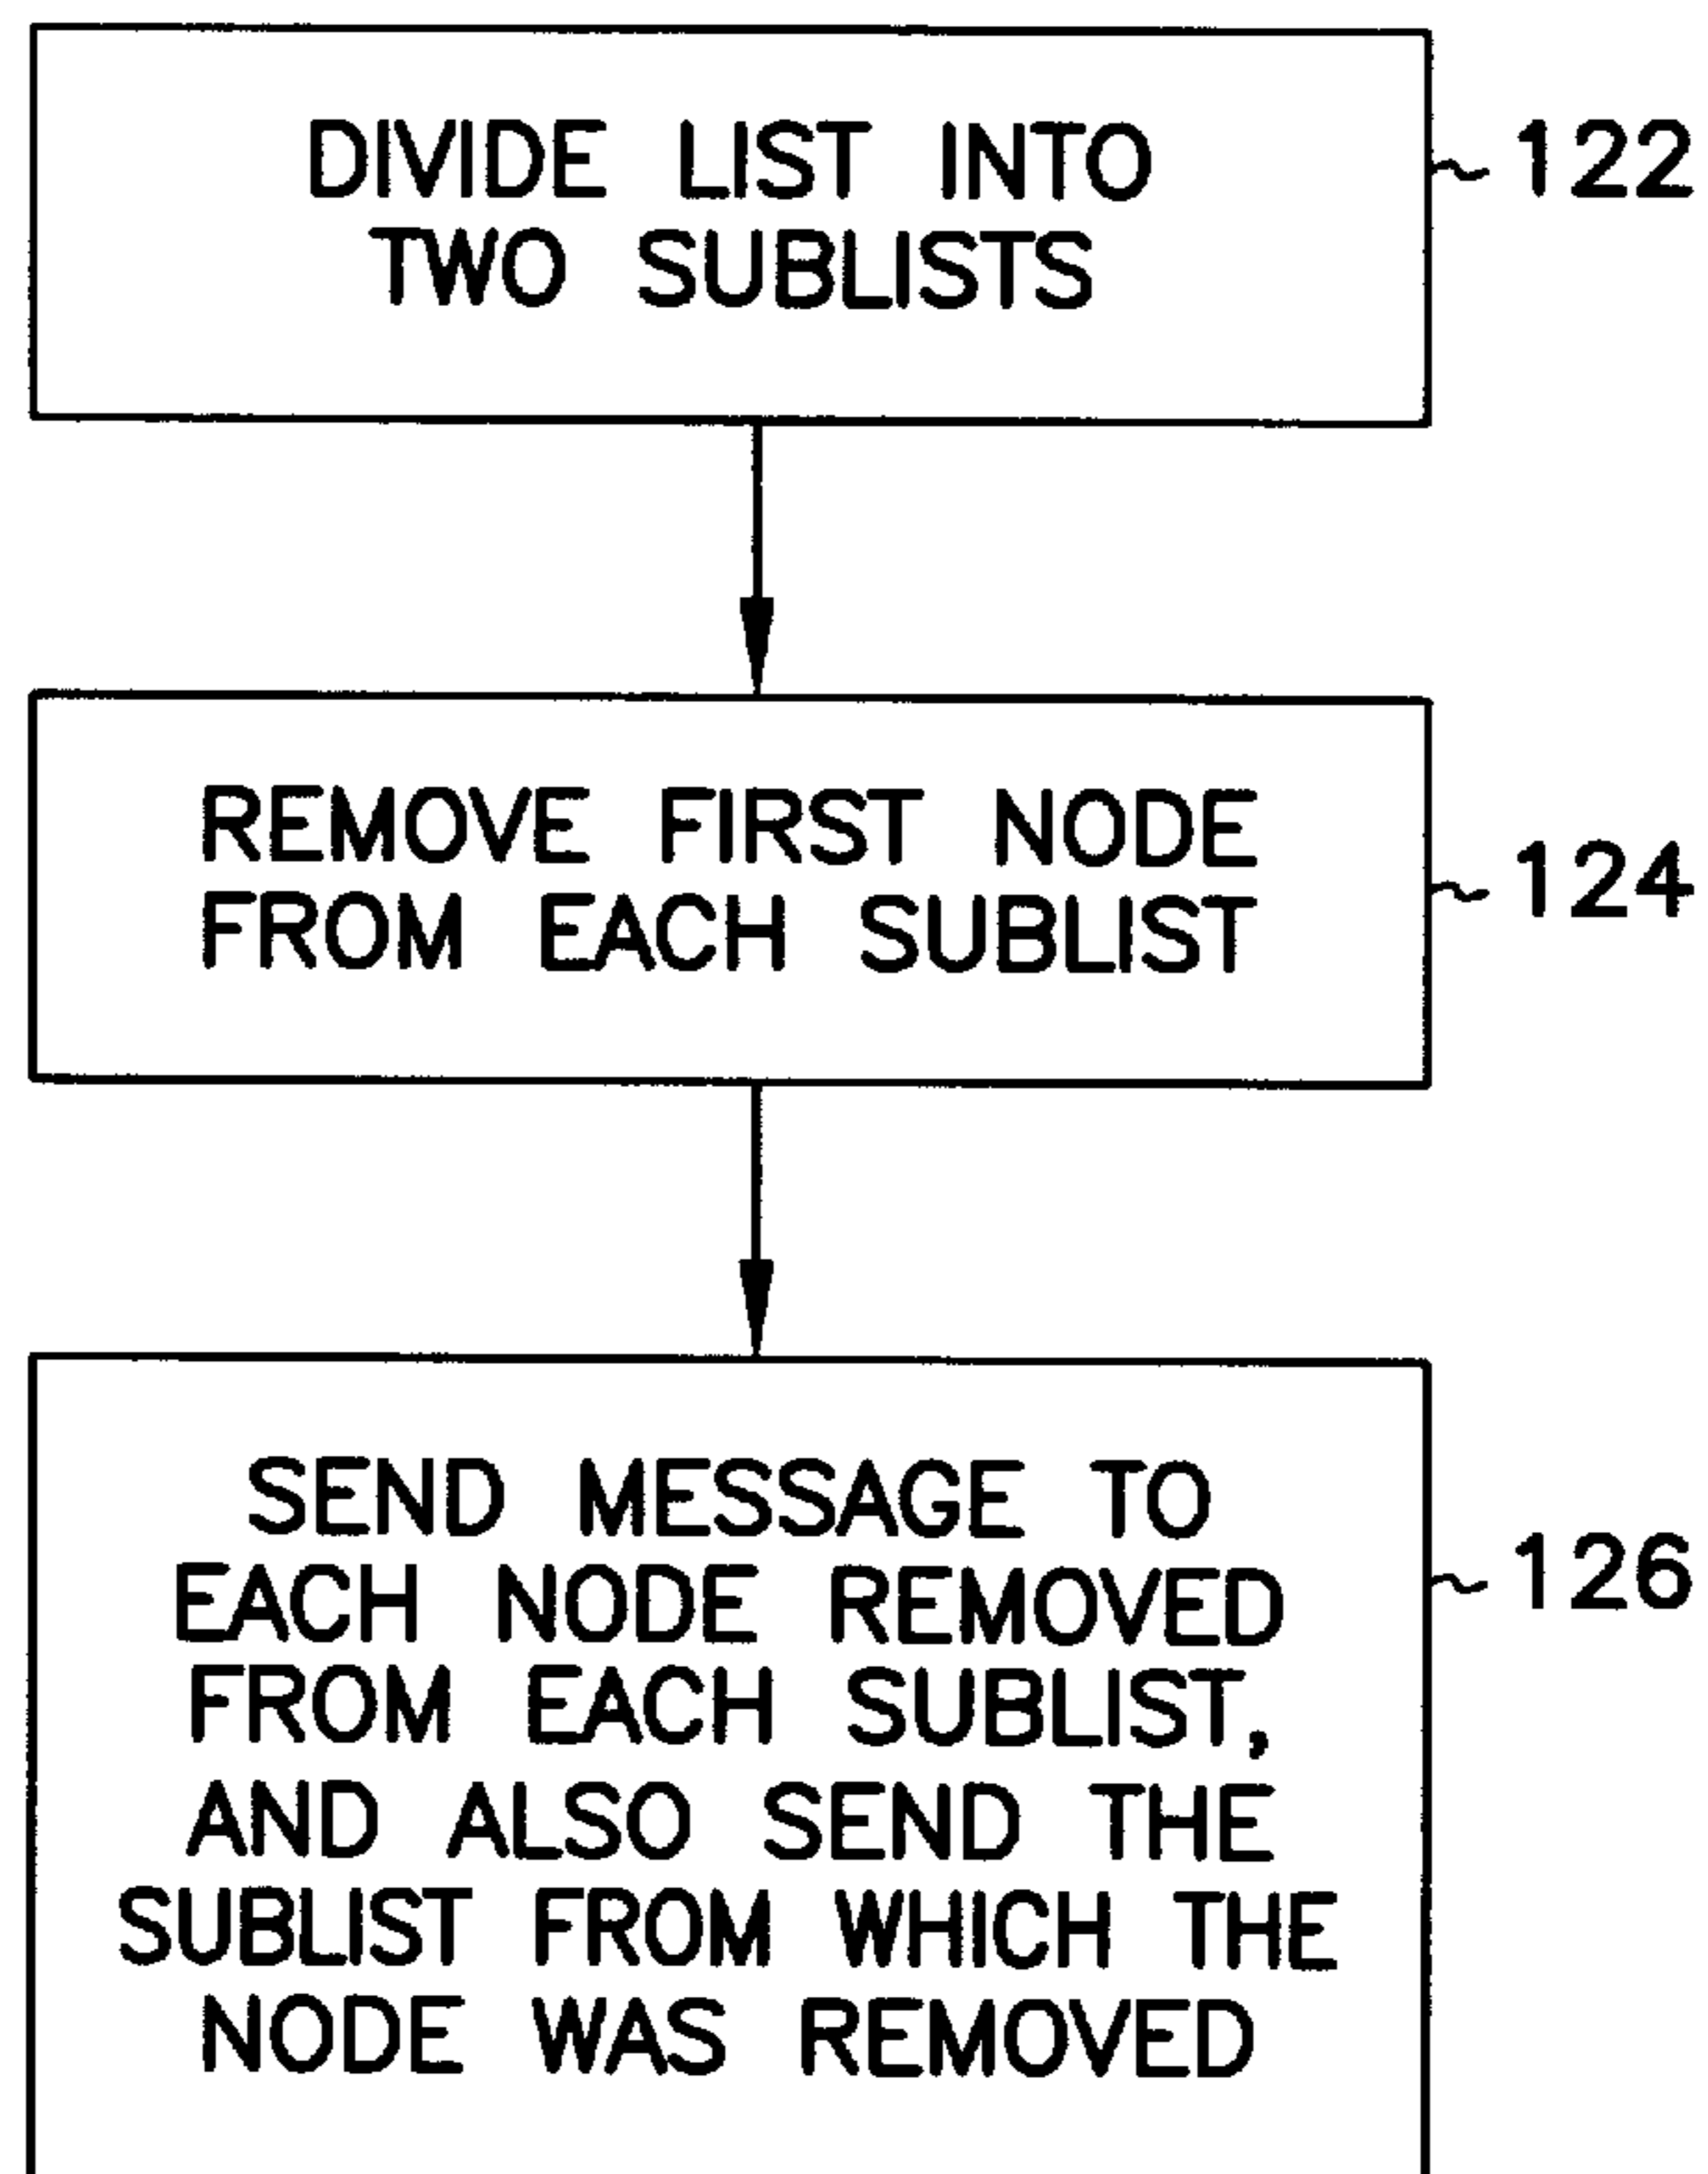 DIVIDE LIST INTO
TWO SUBLISTS
122
REMOVE FIRST NODE
FROM EACH SUBLIST
124
SEND MESSAGE TO
EACH NODE REMOVED
FROM EACH SUBLIST,
AND ALSO SEND THE
SUBLIST FROM WHICH THE
NODE WAS REMOVED
126